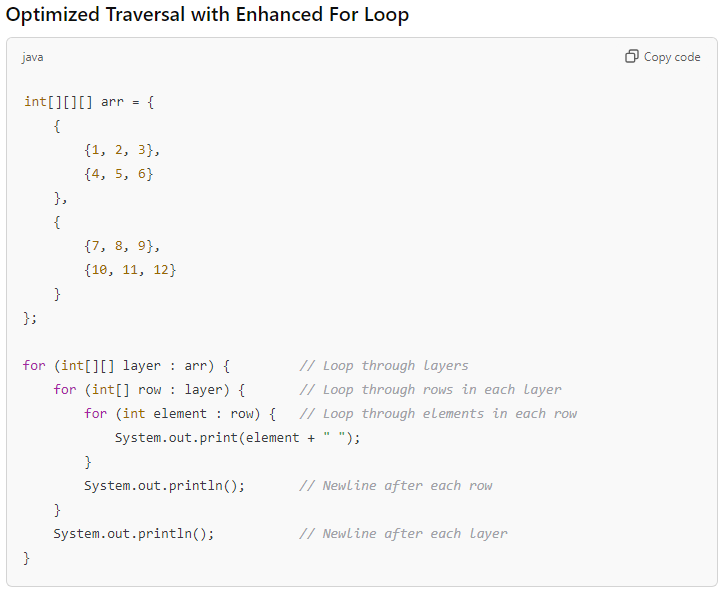 Optimized Traversal with Enhanced For Loop
java
Copy code
int[][][] arr = {
    {
        {1, 2, 3},
        {4, 5, 6}
    },
    {
        {7, 8, 9},
        {10, 11, 12}
    }
};
for (int[][] layer : arr) {         // Loop through layers
    for (int[] row : layer) {       // Loop through rows in each layer
        for (int element : row) {   // Loop through elements in each row
            System.out.print(element + " ");
        }
        System.out.println();       // Newline after each row
    }
    System.out.println();           // Newline after each layer
}